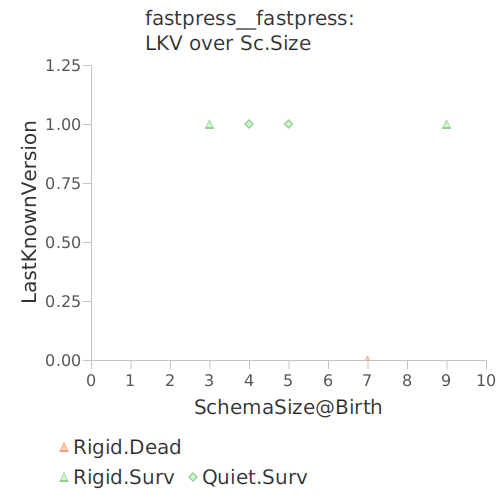 fastpress__fastpress:
LKV over Sc.Size
LastKnownVersion
1.25
1.00
0.75
0.50
0.25
0.00
0 1 2 3 4 5 6 7 8 9 10
SchemaSize@Birth
Rigid.Dead
Rigid.Surv Quiet.Surv